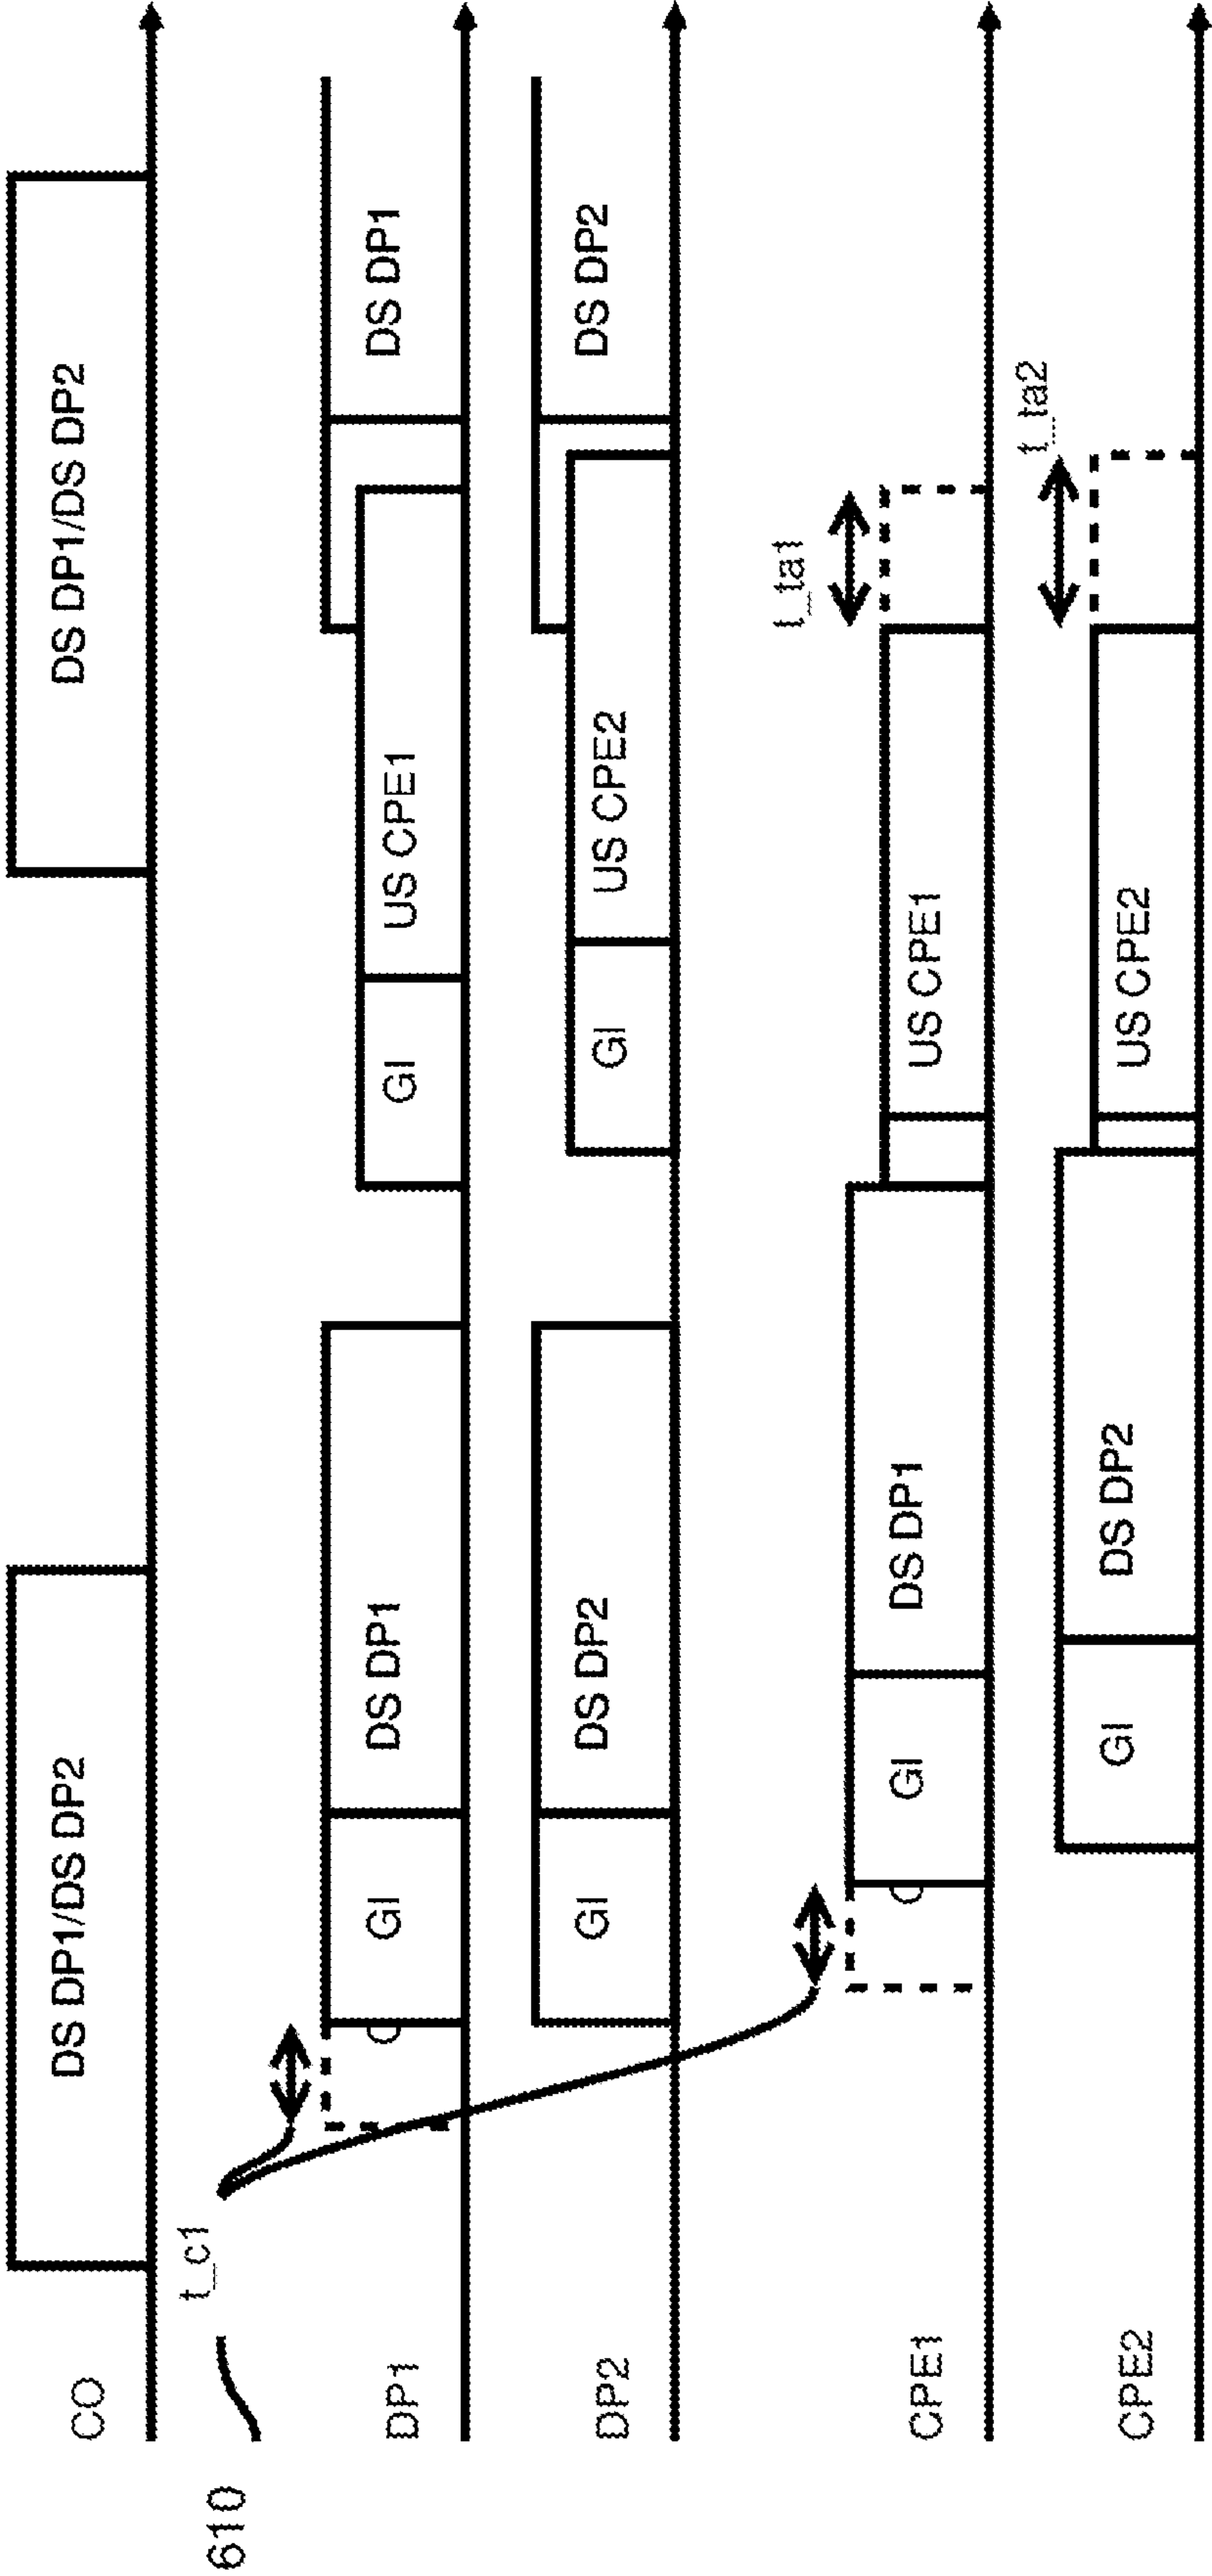 CO
DS DP1/DS DP2
DS DP1/DS DP2
610
t_c1
DP1
GI
DS DP1
GI
US CPE1
DS DP1
DP2
GI
DS DP2
GI
US CPE2
DS DP2
t_ta1
CPE1
GI
DS DP1
US CPE1
t_ta2
CPE2
GI
DS DP2
US CPE2